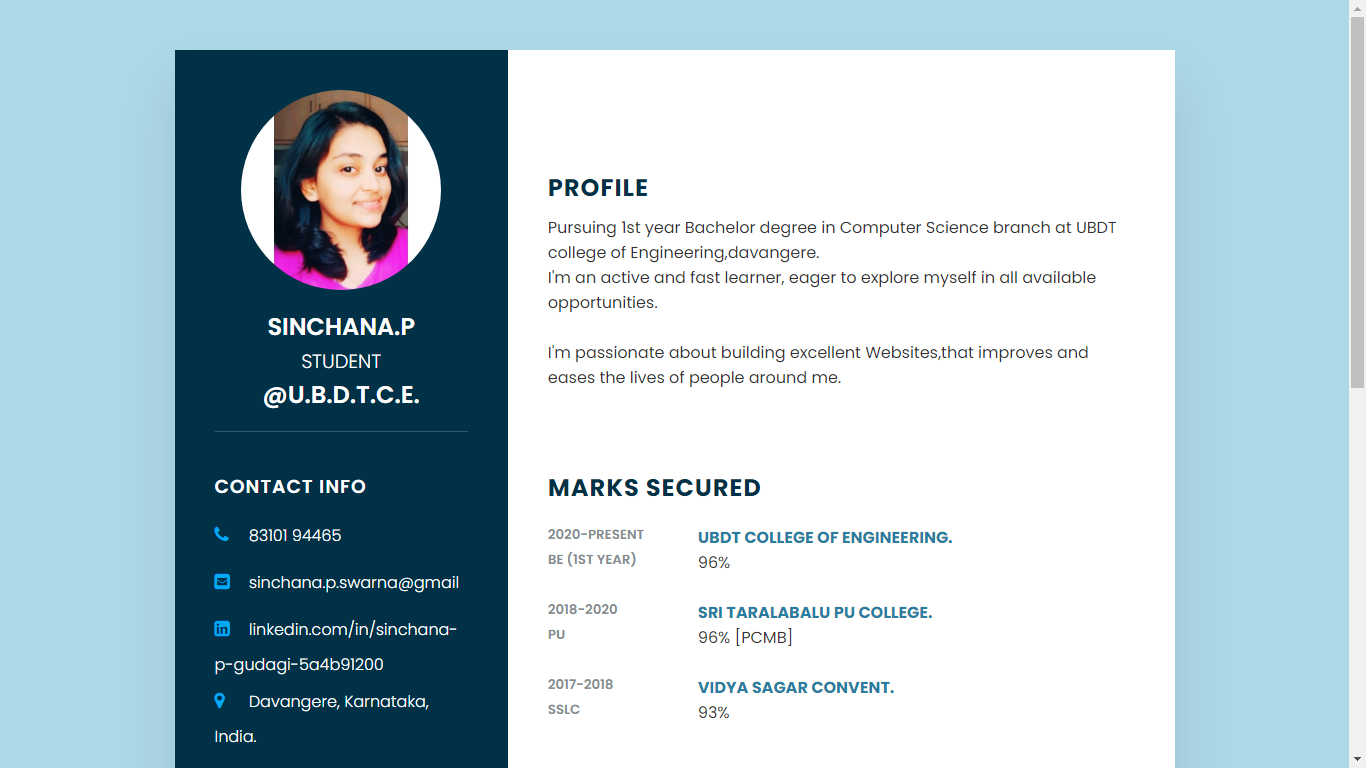 SINCHANA.P
STUDENT
@U.B.D.T.C.E.
CONTACT INFO
83101 94465
sinchana.p.swarna@gmail
linkedin.com/in/sinchana-
p-gudagi-5a4b91200
Davangere, Karnataka,
India.
PROFILE
Pursuing 1st year Bachelor degree in Computer Science branch at UBDT
college of Engineering,davangere.
I'm an active and fast learner, eager to explore myself in all available
opportunities.
I'm passionate about building excellent Websites,that improves and
eases the lives of people around me.
MARKS SECURED
2020-PRESENT
BE (1ST YEAR)
UBDT COLLEGE OF ENGINEERING.
96%
2018-2020
PU
SRI TARALABALU PU COLLEGE.
96% [PCMB]
2017-2018
SSLC
VIDYA SAGAR CONVENT.
93%